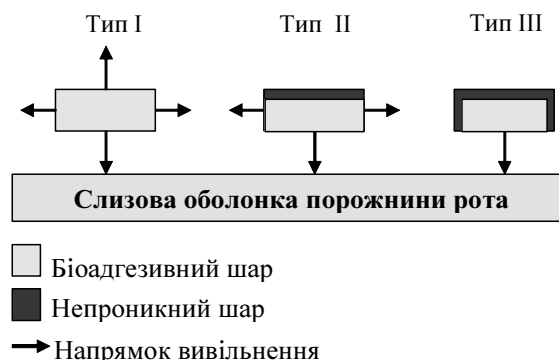 Тип I Тип II Тип III
Слизова оболонка порожнини рота
Біоадгезивний шар
Непроникний шар
Напрямок вивільнення